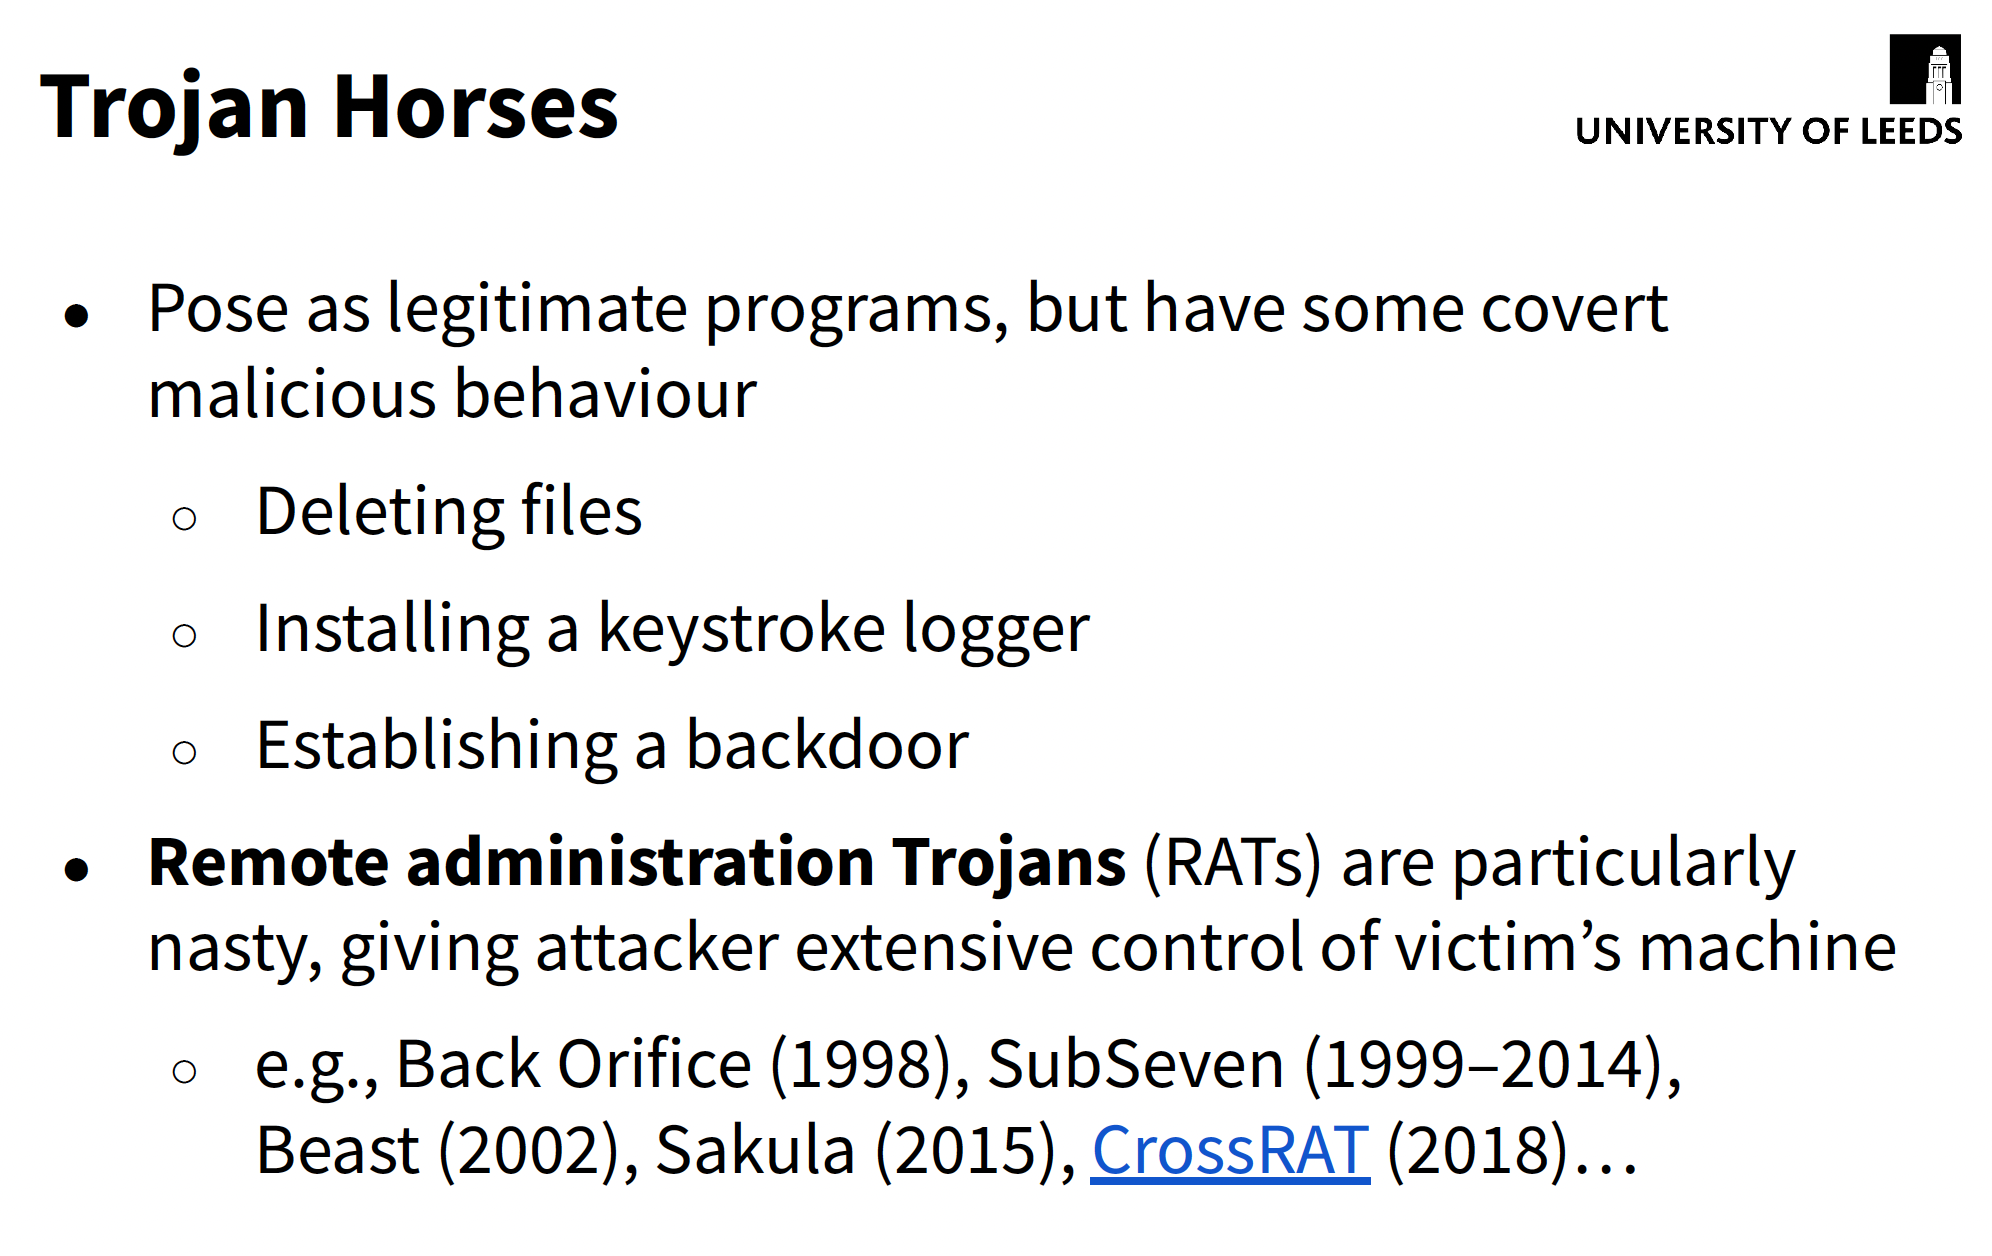 Trojan Horses
UNIVERSITY OF LEEDS
● Pose as legitimate programs, but have some covert
malicious behaviour
○ Deleting files
○ Installing a keystroke logger
○ Establishing a backdoor
● Remote administration Trojans (RATs) are particularly
nasty, giving attacker extensive control of victim’s machine
○ e.g., Back Orifice (1998), SubSeven (1999–2014),
Beast (2002), Sakula (2015), CrossRAT (2018)…